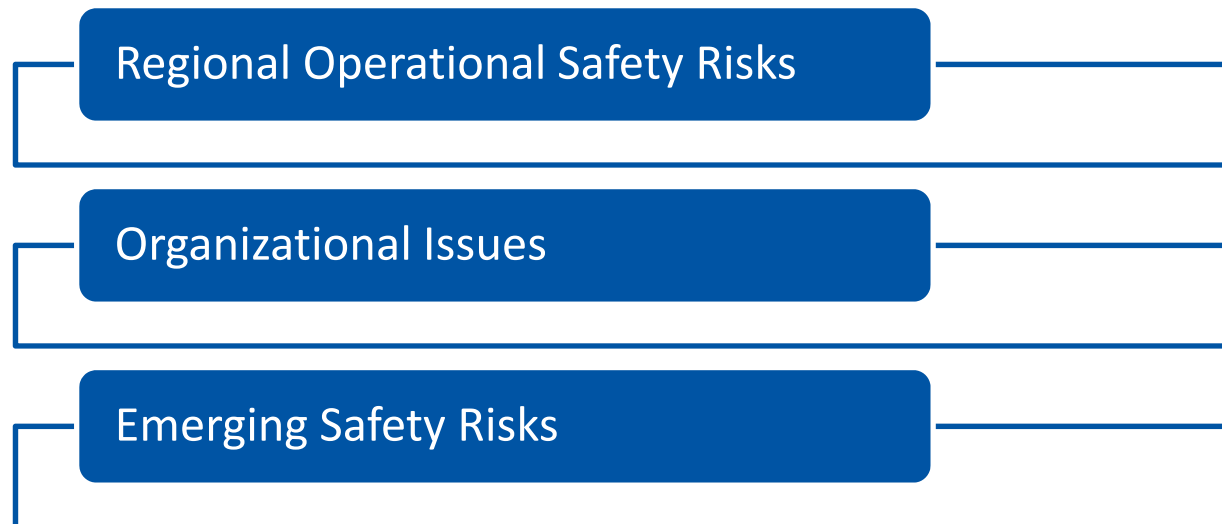 Regional Operational Safety Risks
Organizational Issues
Emerging Safety Risks